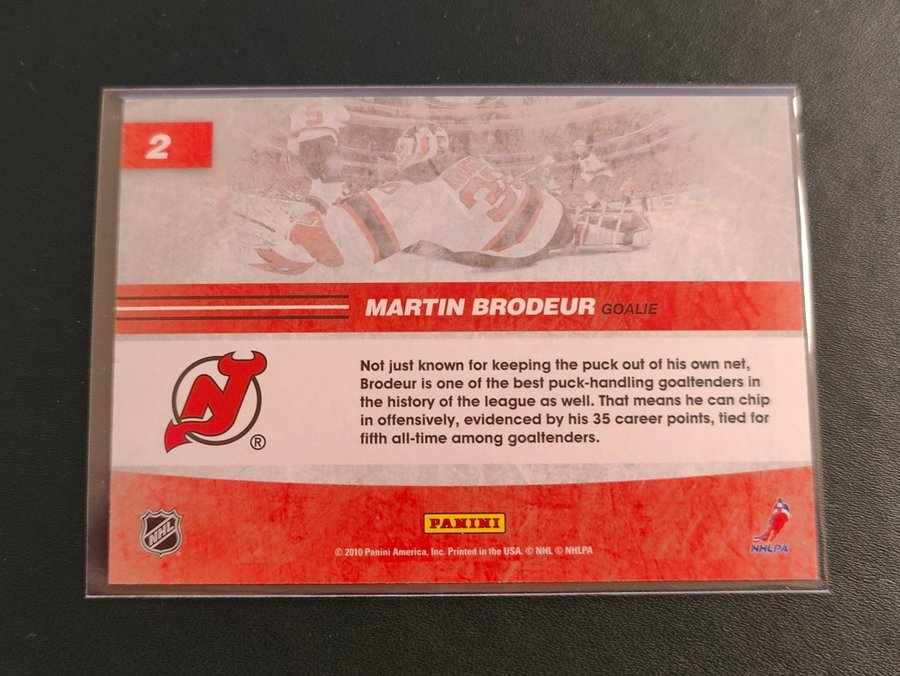 2
MARTIN BRODEUR GOALIE
Not just known for keeping the puck out of his own net,
Brodeur is one of the best puck-handling goaltenders in
the history of the league as well. That means he can chip
in offensively, evidenced by his 35 career points, tied for
fifth all-time among goaltenders.
NJ ®
NHL
PANINI
© 2010 Panini America, Inc. Printed in the USA. © NHL © NHLPA
NHLPA